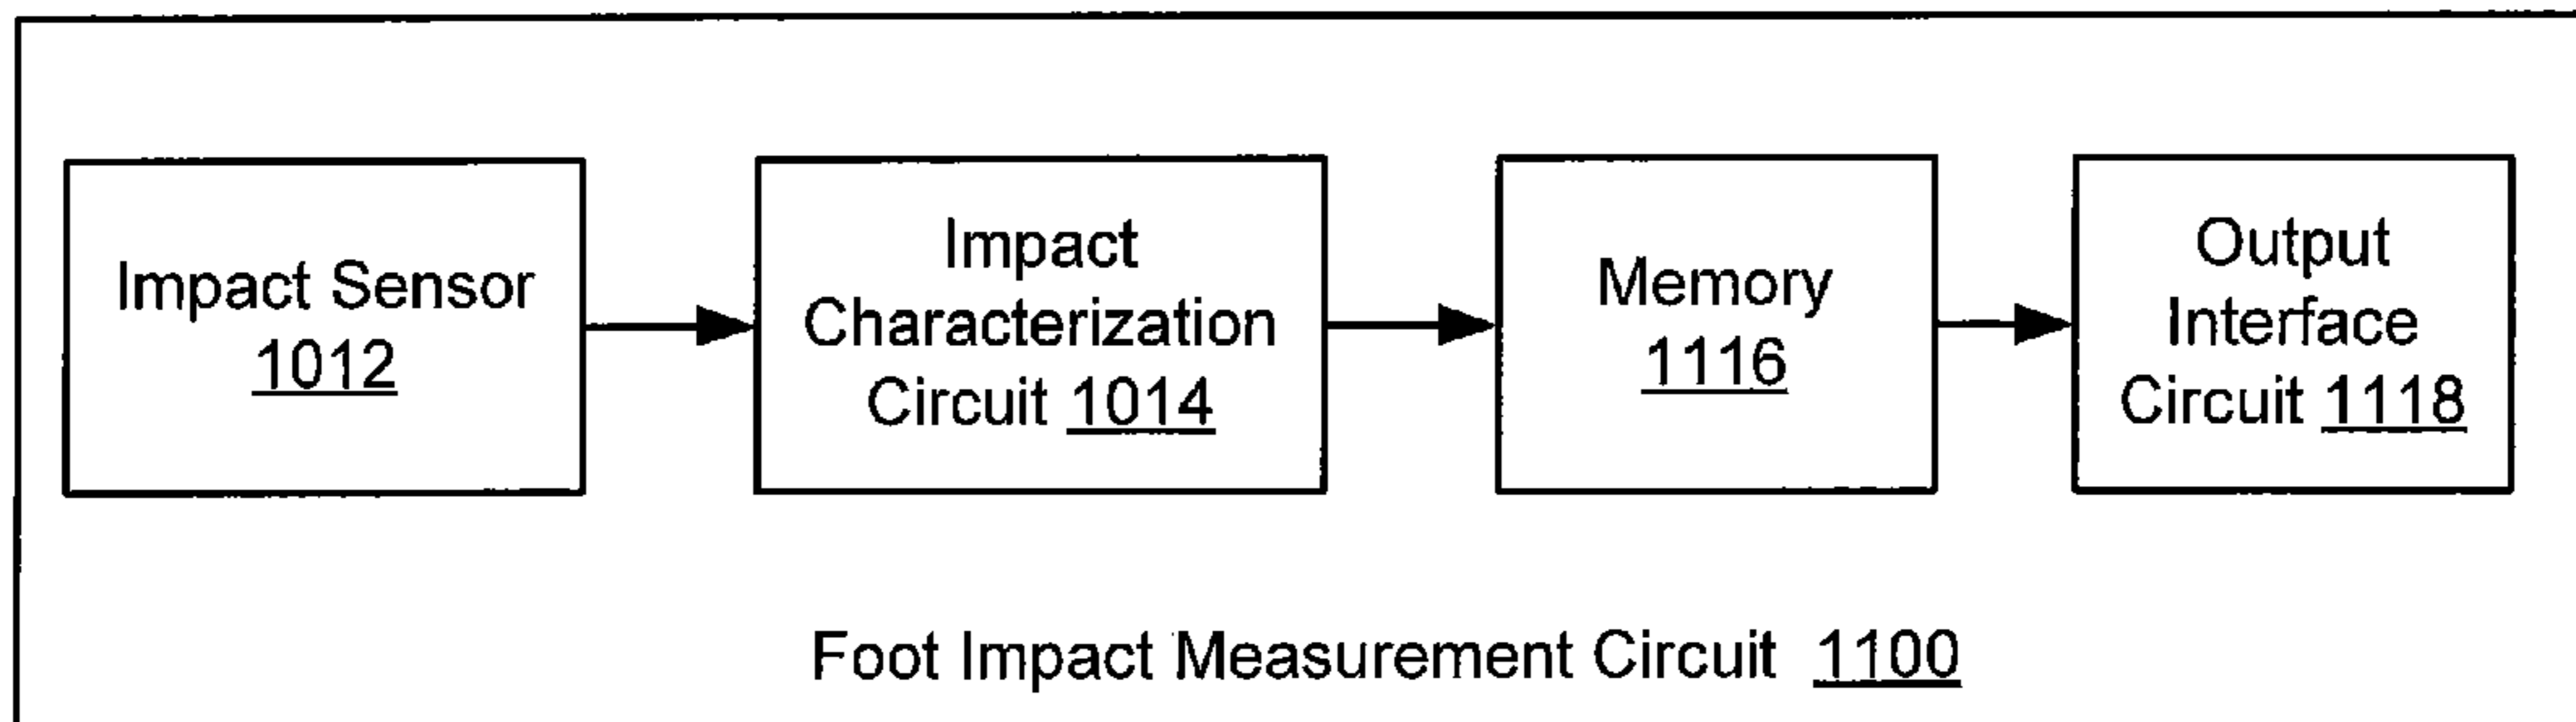 Impact Sensor
1012
Impact
Characterization
Circuit 1014
Memory
1116
Output
Interface
Circuit 1118
Foot Impact Measurement Circuit 1100